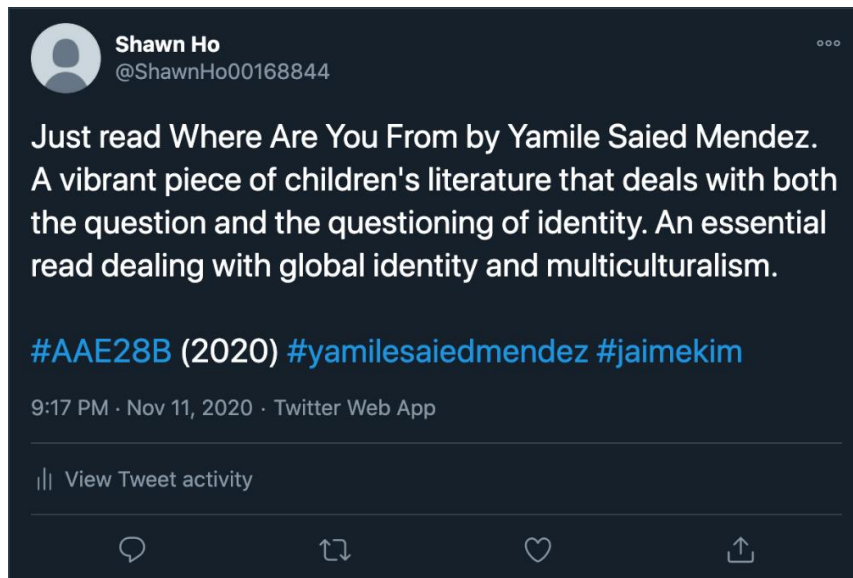 Shawn Ho
@ShawnHo00168844
Just read Where Are You From by Yamile Saied Mendez.
A vibrant piece of children's literature that deals with both
the question and the questioning of identity. An essential
read dealing with global identity and multiculturalism.
#AAE28B (2020) #yamilesaiedmendez #jaimekim
9:17 PM · Nov 11, 2020 · Twitter Web App
View Tweet activity